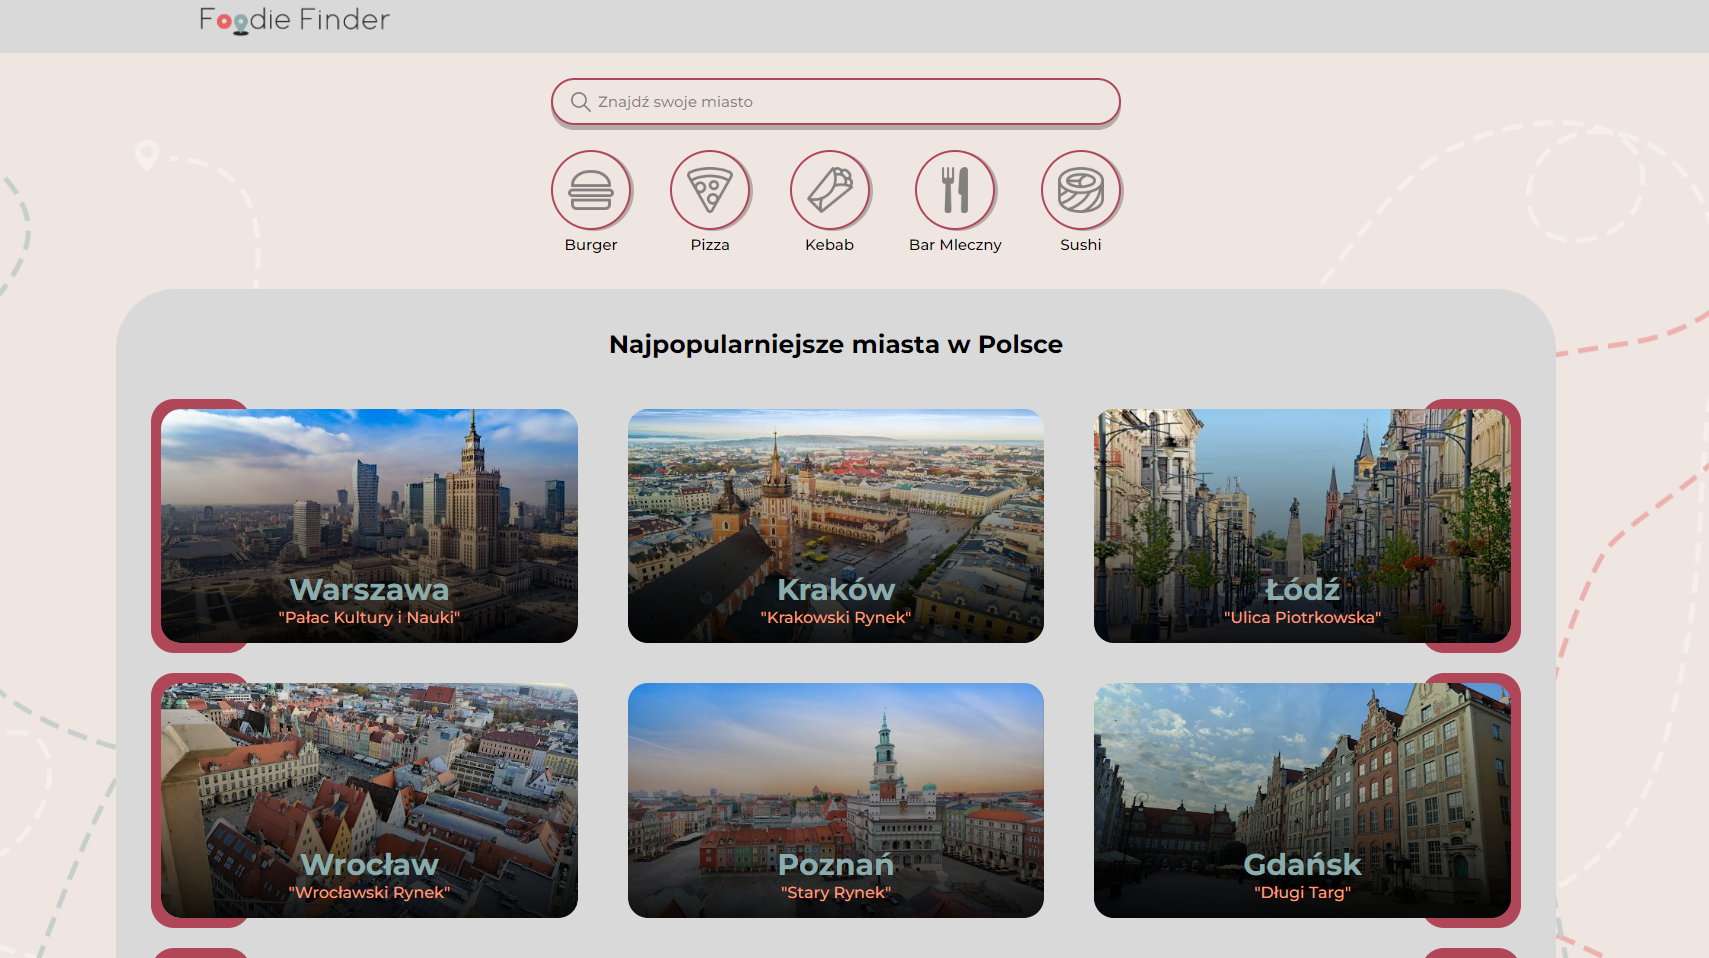 Foodie Finder
Znajdź swoje miasto
Burger
Pizza
Kebab
Bar Mleczny
Sushi
Najpopularniejsze miasta w Polsce
Warszawa
"Pałac Kultury i Nauki"
Kraków
"Krakowski Rynek"
Łódź
"Ulica Piotrkowska"
Wrocław
"Wrocławski Rynek"
Poznań
"Stary Rynek"
Gdańsk
"Długi Targ"